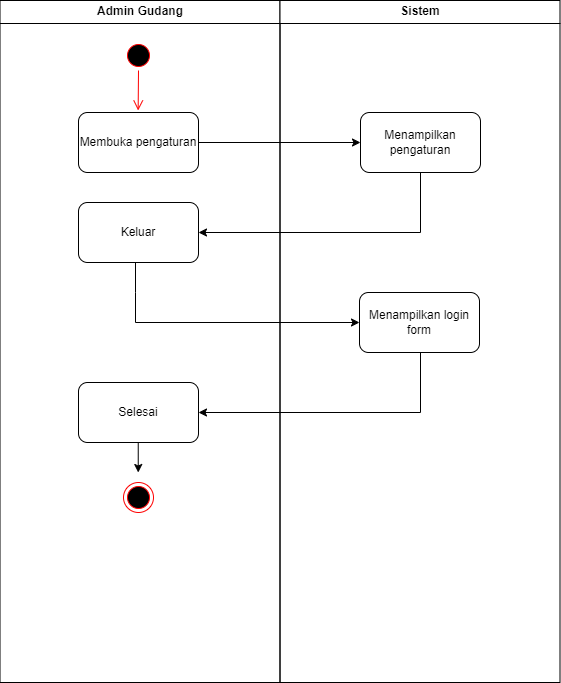 Admin Gudang
Sistem
Membuka pengaturan
Menampilkan
pengaturan
Keluar
Menampilkan login
form
Selesai